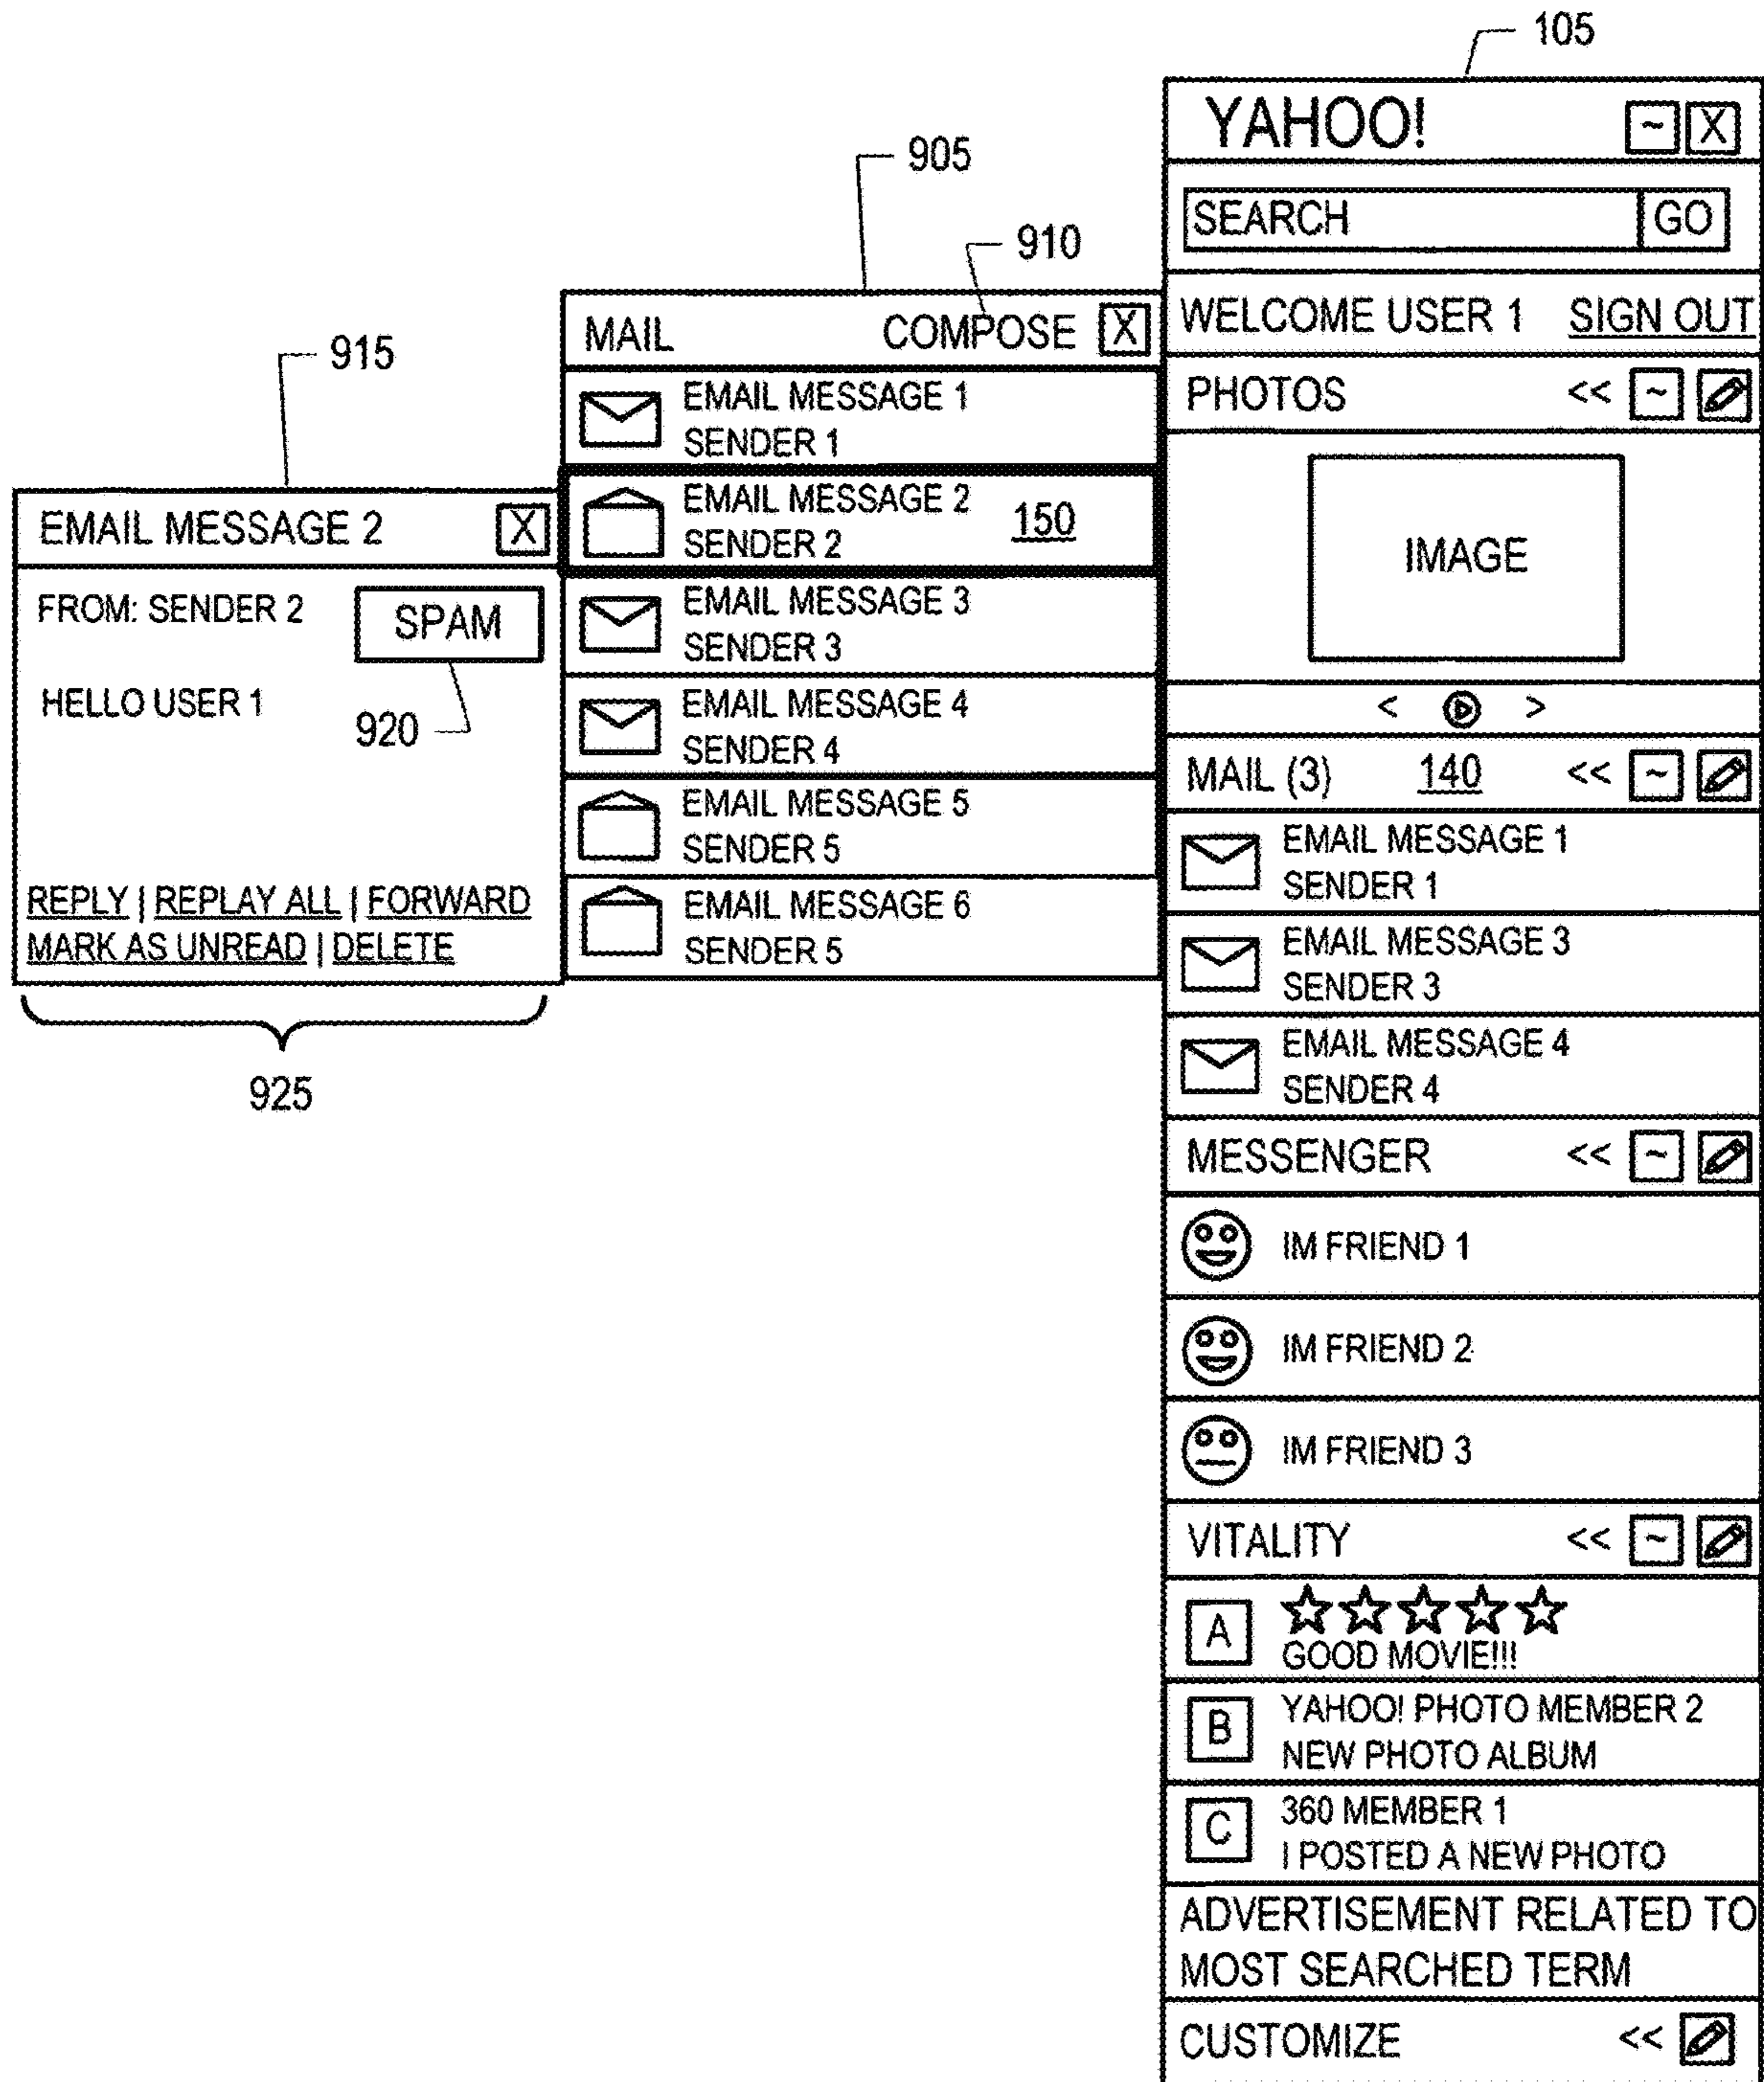 105
YAHOO! ~ X
SEARCH GO
WELCOME USER 1 SIGN OUT
PHOTOS << ~
IMAGE
< >
MAIL (3) 140 << ~
EMAIL MESSAGE 1
SENDER 1
EMAIL MESSAGE 3
SENDER 3
EMAIL MESSAGE 4
SENDER 4
MESSENGER << ~
IM FRIEND 1
IM FRIEND 2
IM FRIEND 3
VITALITY << ~
A
GOOD MOVIE!!!
B YAHOO! PHOTO MEMBER 2
NEW PHOTO ALBUM
C 360 MEMBER 1
I POSTED A NEW PHOTO
ADVERTISEMENT RELATED TO
MOST SEARCHED TERM
CUSTOMIZE <<
905
910
MAIL COMPOSE X
EMAIL MESSAGE 1
SENDER 1
EMAIL MESSAGE 2 150
SENDER 2
EMAIL MESSAGE 3
SENDER 3
EMAIL MESSAGE 4
SENDER 4
EMAIL MESSAGE 5
SENDER 5
EMAIL MESSAGE 6
SENDER 5
915
EMAIL MESSAGE 2 X
FROM: SENDER 2 SPAM
HELLO USER 1
920
REPLY | REPLAY ALL | FORWARD
MARK AS UNREAD | DELETE
925